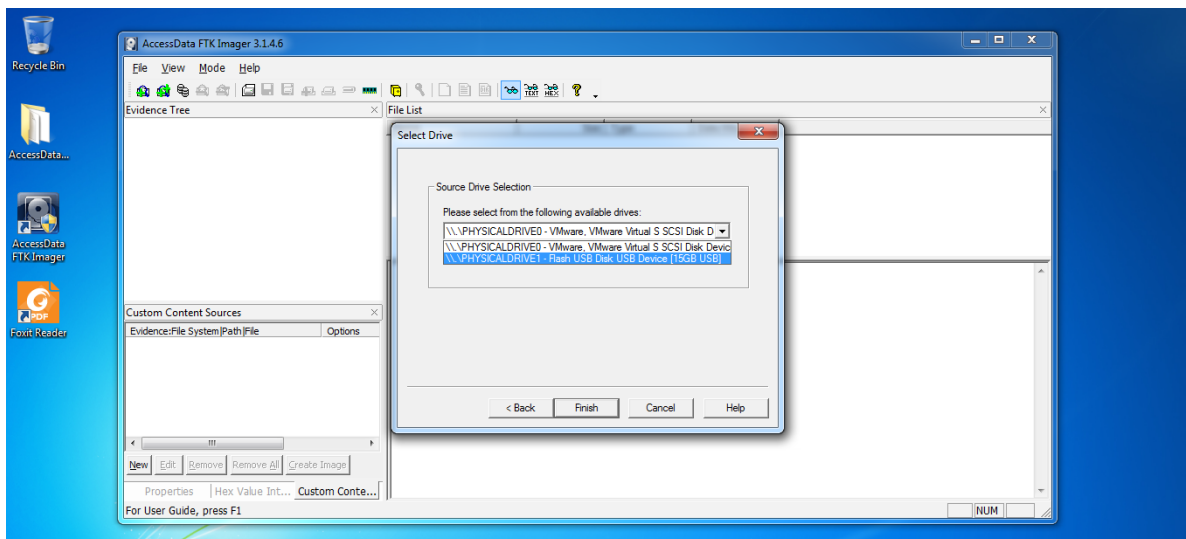 Recycle Bin
AccessData...
AccessData
FTK Imager
PDF
Foxit Reader
AccessData FTK Imager 3.1.4.6
File View Mode Help
TEXT HEX
Evidence Tree
File List
Select Drive
Source Drive Selection
Please select from the following available drives:
\\.\PHYSICALDRIVE0 - VMware, VMware Virtual S SCSI Disk D
\\.\PHYSICALDRIVE0 - VMware, VMware Virtual S SCSI Disk Devic
\\.\PHYSICALDRIVE1 - Flash USB Disk USB Device [15GB USB]
< Back Finish Cancel Help
Custom Content Sources
Evidence:File System|Path|File Options
New Edit Remove Remove All Create Image
Properties Hex Value Int... Custom Conte...
For User Guide, press F1
NUM